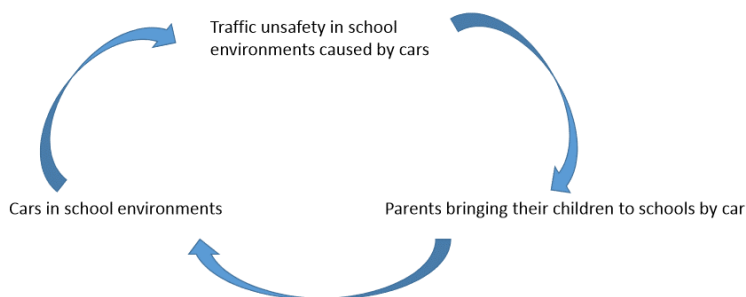 Traffic unsafety in school
environments caused by cars
Cars in school environments
Parents bringing their children to schools by car